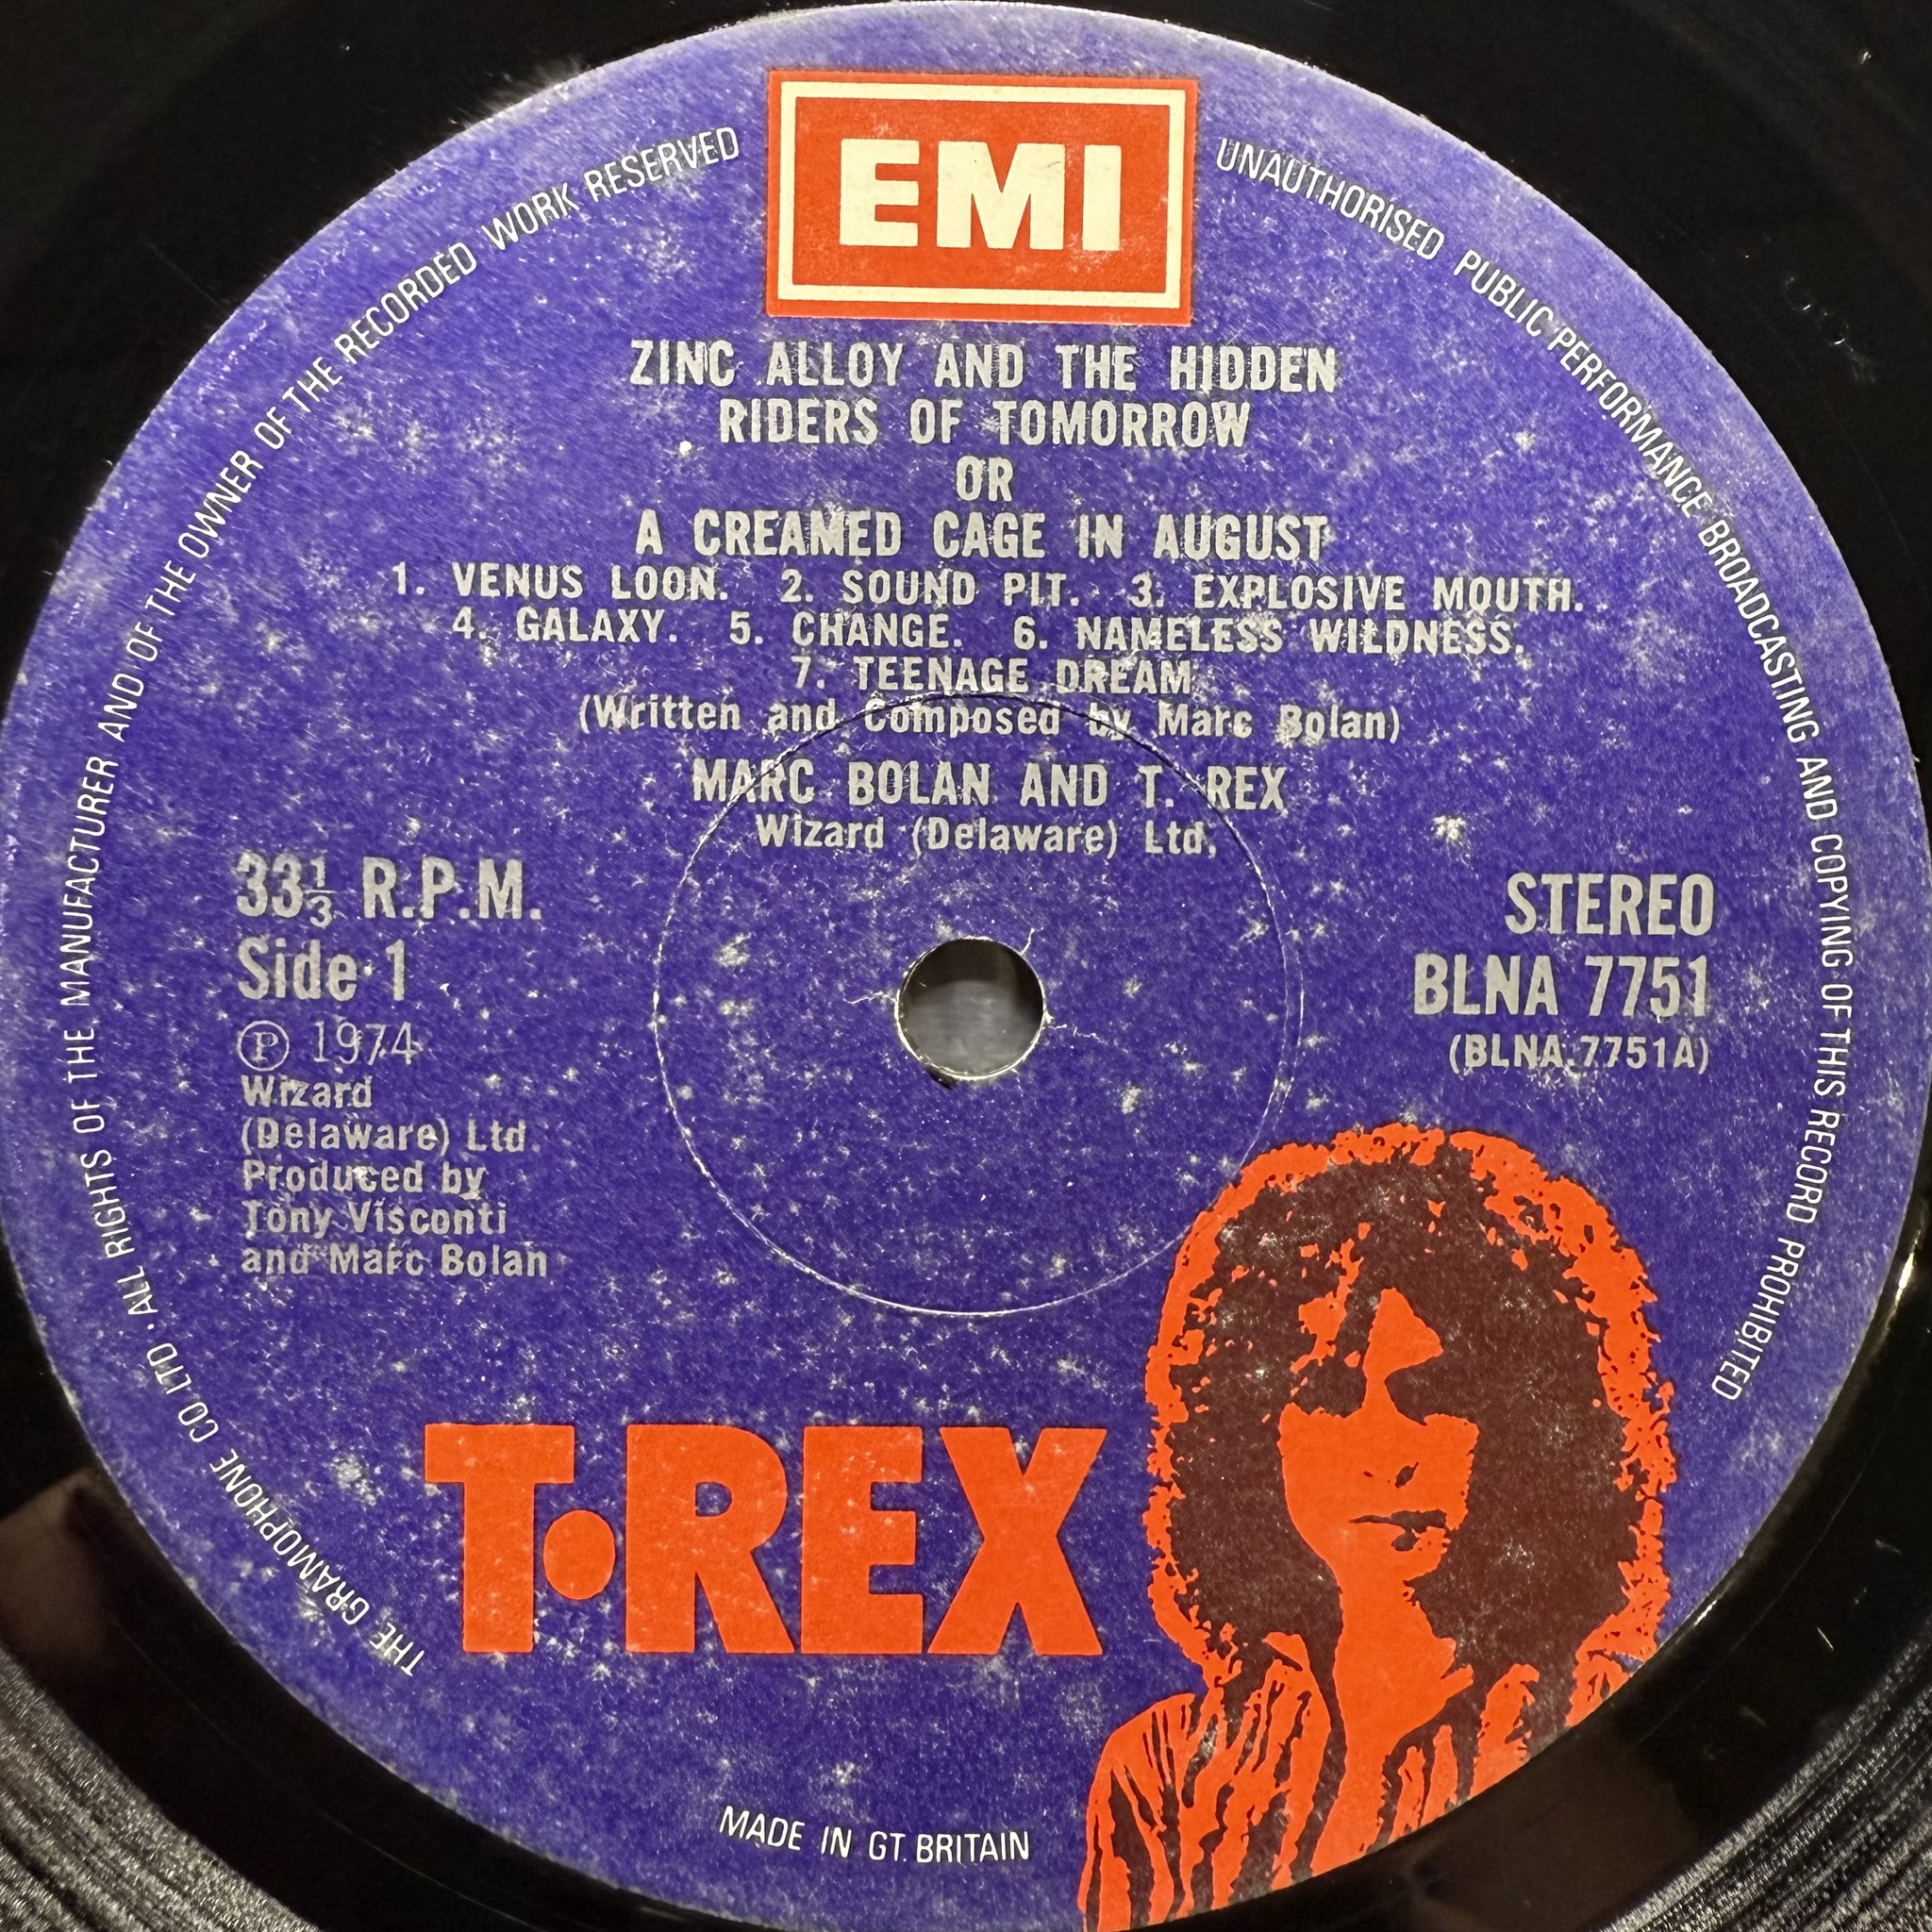 EMI
THE GRAMOPHONE CO. LTD · ALL RIGHTS OF THE MANUFACTURER AND OF THE OWNER OF THE RECORDED WORK RESERVED
UNAUTHORISED PUBLIC PERFORMANCE BROADCASTING AND COPYING OF THIS RECORD PROHIBITED
ZINC ALLOY AND THE HIDDEN
RIDERS OF TOMORROW
OR
A CREAMED CAGE IN AUGUST
1. VENUS LOON. 2. SOUND PIT. 3. EXPLOSIVE MOUTH.
4. GALAXY. 5. CHANGE. 6. NAMELESS WILDNESS.
7. TEENAGE DREAM
(Written and Composed by Marc Bolan)
MARC BOLAN AND T. REX
Wizard (Delaware) Ltd,
33⅓ R.P.M.
Side 1
Ⓟ 1974
Wizard
(Delaware) Ltd.
Produced by
Tony Visconti
and Marc Bolan
STEREO
BLNA 7751
(BLNA.7751A)
T·REX
MADE IN GT. BRITAIN